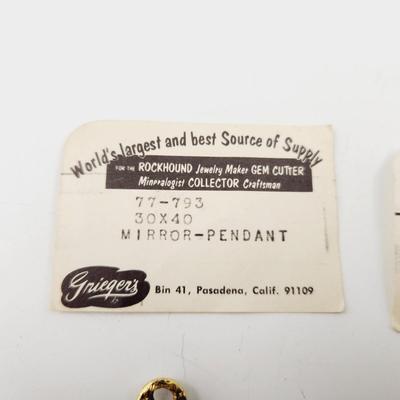 World's largest and best Source of Supply
FOR THE ROCKHOUND Jewelry Maker GEM CUTTER
Mineralogist COLLECTOR Craftsman
77-793
30X40
MIRROR-PENDANT
Grieger's
Bin 41, Pasadena, Calif. 91109